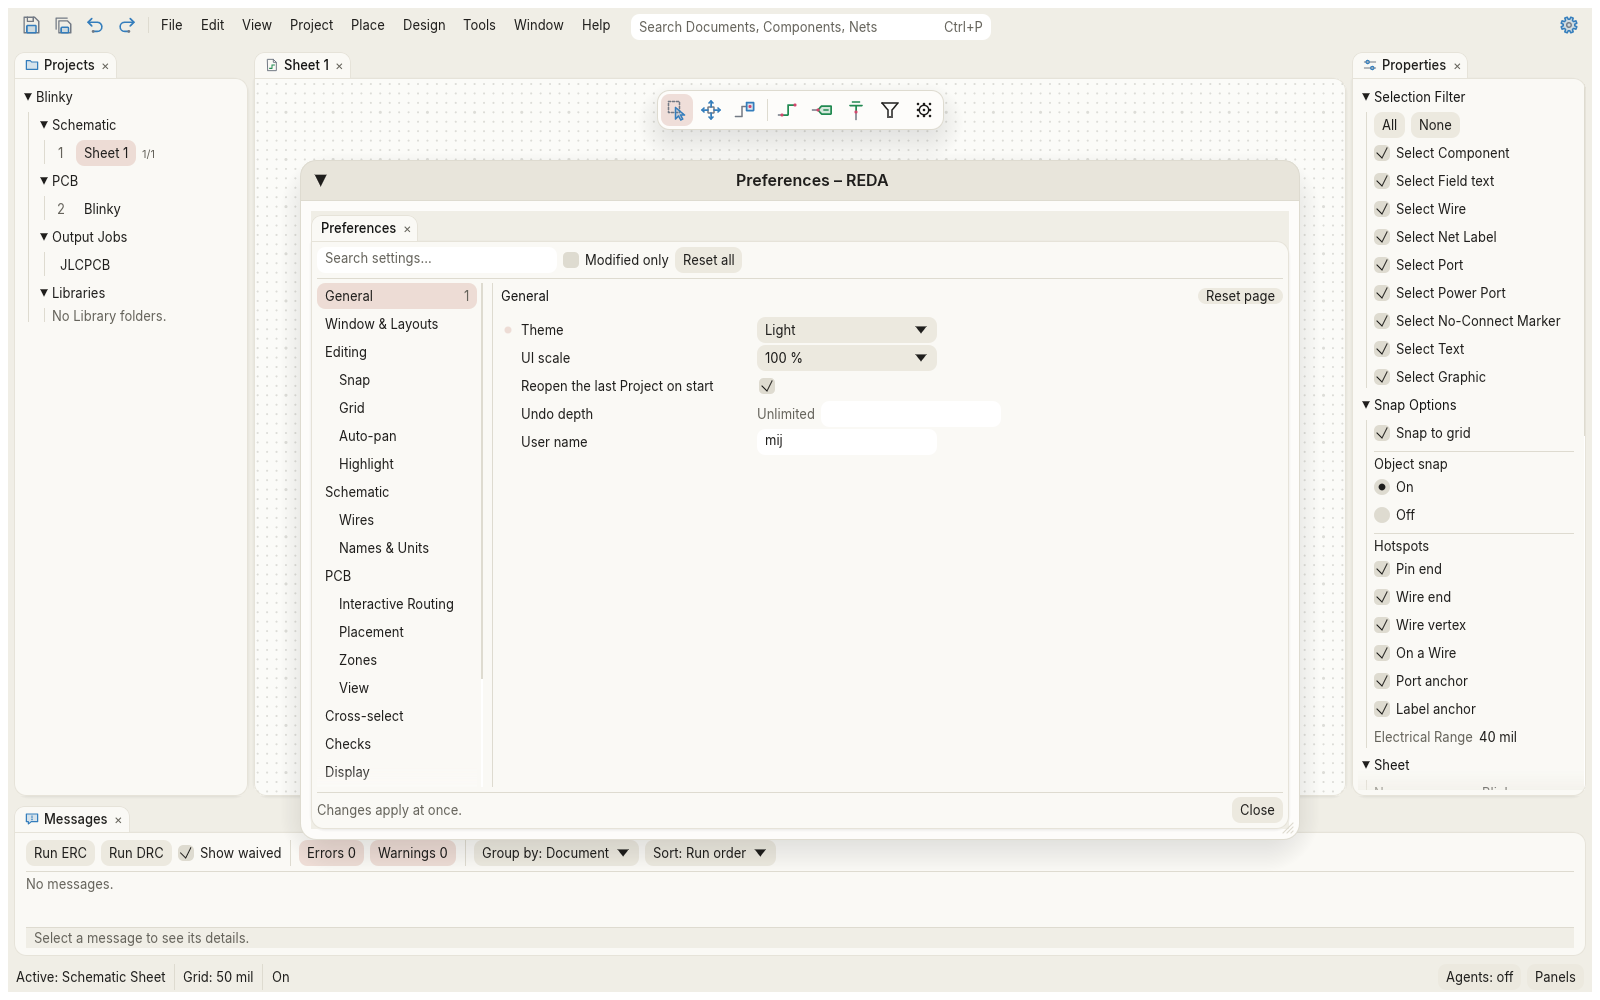 File Edit View Project Place Design Tools Window Help Search Documents, Components, Nets Ctrl+P
Projects ×
Sheet 1 ×
Properties ×
Blinky
Schematic
1 Sheet 1 1/1
PCB
2 Blinky
Output Jobs
JLCPCB
Libraries
No Library folders.
Preferences – REDA
Preferences ×
Search settings... Modified only Reset all
General 1
Window & Layouts
Editing
Snap
Grid
Auto-pan
Highlight
Schematic
Wires
Names & Units
PCB
Interactive Routing
Placement
Zones
View
Cross-select
Checks
Display
General Reset page
Theme Light
UI scale 100 %
Reopen the last Project on start
Undo depth Unlimited
User name mij
Changes apply at once. Close
Selection Filter
All None
Select Component
Select Field text
Select Wire
Select Net Label
Select Port
Select Power Port
Select No-Connect Marker
Select Text
Select Graphic
Snap Options
Snap to grid
Object snap
On
Off
Hotspots
Pin end
Wire end
Wire vertex
On a Wire
Port anchor
Label anchor
Electrical Range 40 mil
Sheet
Messages ×
Run ERC Run DRC Show waived Errors 0 Warnings 0 Group by: Document Sort: Run order
No messages.
Select a message to see its details.
Active: Schematic Sheet Grid: 50 mil On Agents: off Panels